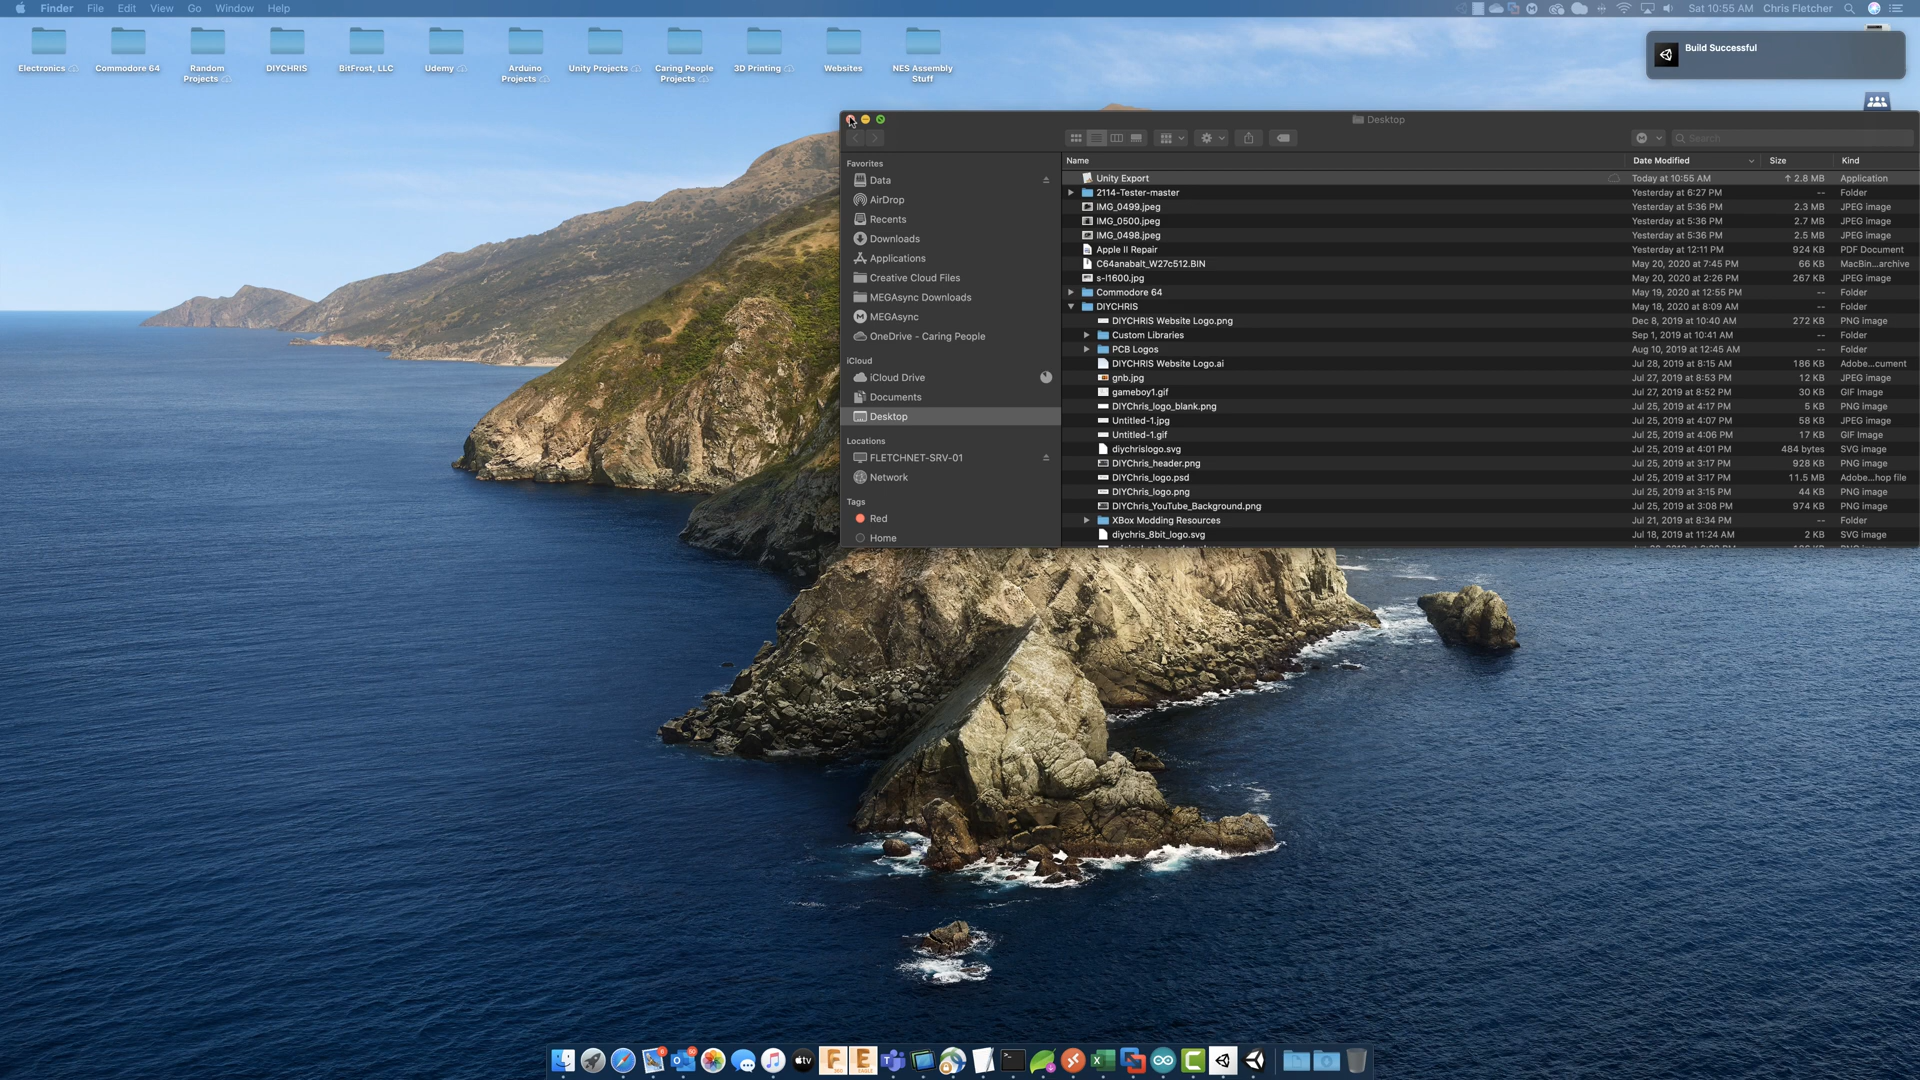 Finder File Edit View Go Window Help
Sat 10:55 AM Chris Fletcher
Electronics
Commodore 64
Random
Projects
DIYCHRIS
BitFrost, LLC
Udemy
Arduino
Projects
Unity Projects
Caring People
Projects
3D Printing
Websites
NES Assembly
Stuff
Build Successful
Desktop
Search
Favorites
Data
AirDrop
Recents
Downloads
Applications
Creative Cloud Files
MEGAsync Downloads
MEGAsync
OneDrive - Caring People
iCloud
iCloud Drive
Documents
Desktop
Locations
FLETCHNET-SRV-01
Network
Tags
Red
Home
Name Date Modified Size Kind
Unity Export Today at 10:55 AM ↑ 2.8 MB Application
2114-Tester-master Yesterday at 6:27 PM -- Folder
IMG_0499.jpeg Yesterday at 5:36 PM 2.3 MB JPEG image
IMG_0500.jpeg Yesterday at 5:36 PM 2.7 MB JPEG image
IMG_0498.jpeg Yesterday at 5:36 PM 2.5 MB JPEG image
Apple II Repair Yesterday at 12:11 PM 924 KB PDF Document
C64anabalt_W27c512.BIN May 20, 2020 at 7:45 PM 66 KB MacBin...archive
s-l1600.jpg May 20, 2020 at 2:26 PM 267 KB JPEG image
Commodore 64 May 19, 2020 at 12:55 PM -- Folder
DIYCHRIS May 18, 2020 at 8:09 AM -- Folder
DIYCHRIS Website Logo.png Dec 8, 2019 at 10:40 AM 272 KB PNG image
Custom Libraries Sep 1, 2019 at 10:41 AM -- Folder
PCB Logos Aug 10, 2019 at 12:45 AM -- Folder
DIYCHRIS Website Logo.ai Jul 28, 2019 at 8:15 AM 186 KB Adobe...cument
gnb.jpg Jul 27, 2019 at 8:53 PM 12 KB JPEG image
gameboy1.gif Jul 27, 2019 at 8:52 PM 30 KB GIF Image
DIYChris_logo_blank.png Jul 25, 2019 at 4:17 PM 5 KB PNG image
Untitled-1.jpg Jul 25, 2019 at 4:07 PM 58 KB JPEG image
Untitled-1.gif Jul 25, 2019 at 4:06 PM 17 KB GIF Image
diychrislogo.svg Jul 25, 2019 at 4:01 PM 484 bytes SVG image
DIYChris_header.png Jul 25, 2019 at 3:17 PM 928 KB PNG image
DIYChris_logo.psd Jul 25, 2019 at 3:17 PM 11.5 MB Adobe...hop file
DIYChris_logo.png Jul 25, 2019 at 3:15 PM 44 KB PNG image
DIYChris_YouTube_Background.png Jul 25, 2019 at 3:08 PM 974 KB PNG image
XBox Modding Resources Jul 21, 2019 at 8:34 PM -- Folder
diychris_8bit_logo.svg Jul 18, 2019 at 11:24 AM 2 KB SVG image